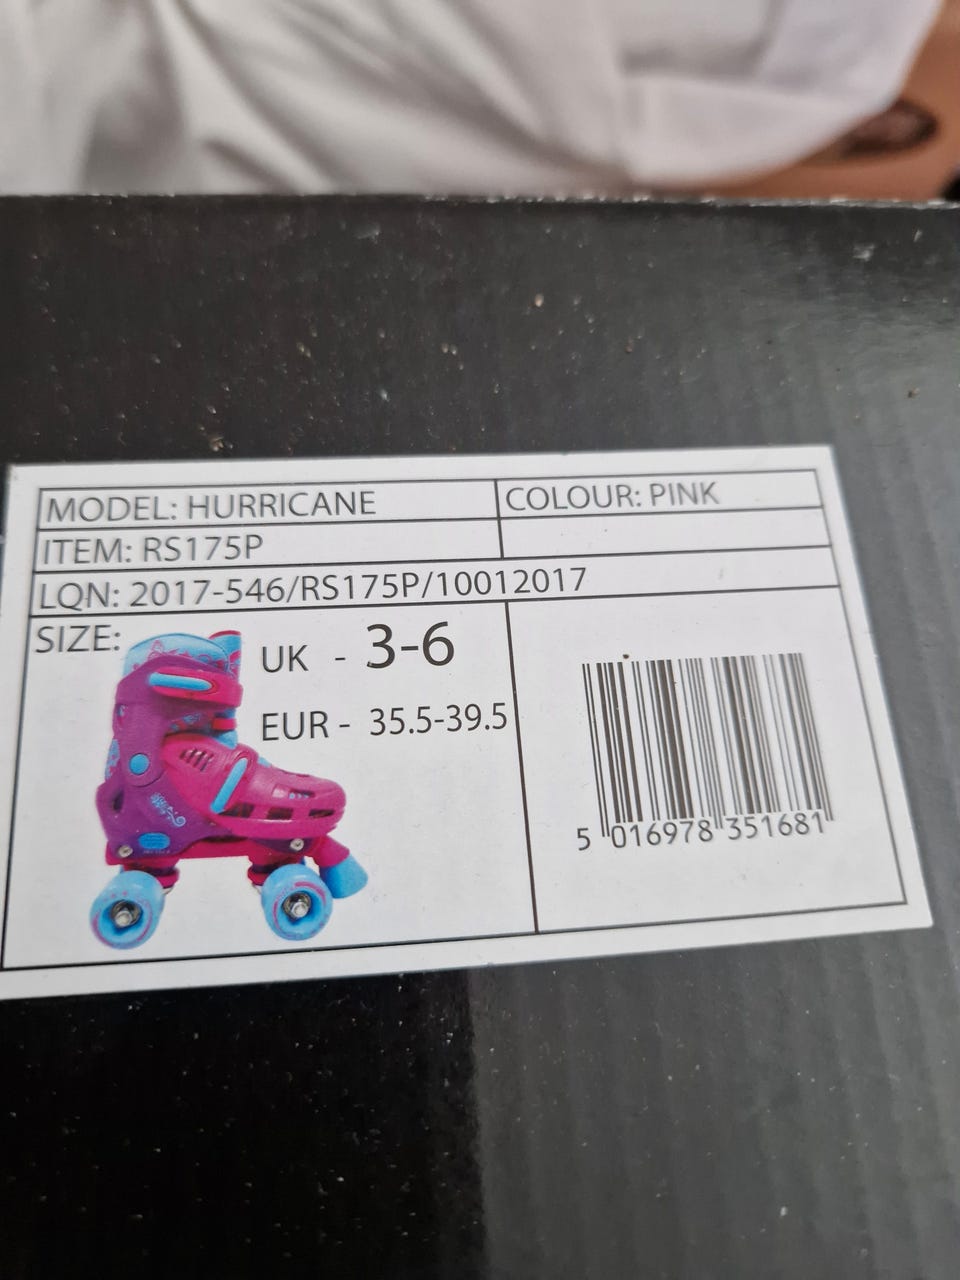 MODEL: HURRICANE
COLOUR: PINK
ITEM: RS175P
LQN: 2017-546/RS175P/10012017
SIZE:
UK - 3-6
EUR - 35.5-39.5
5 016978 351681